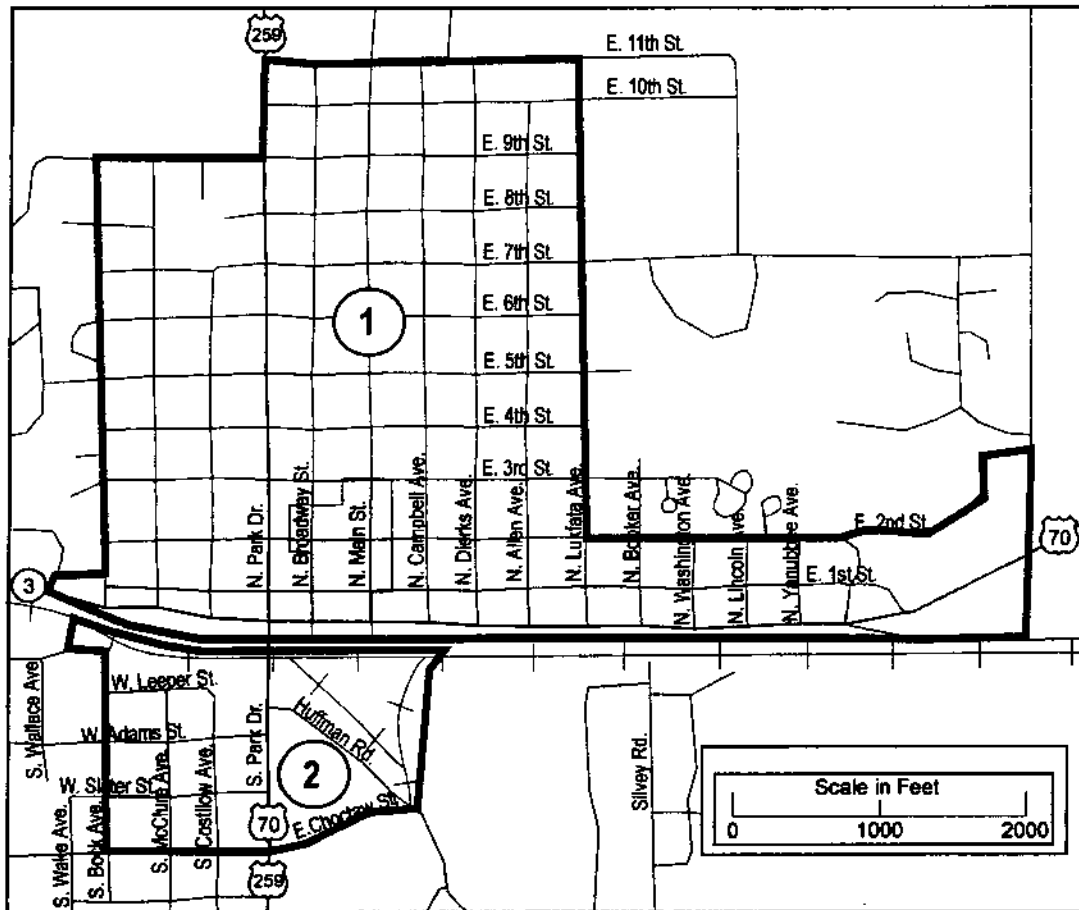 259
E. 11th St.
E. 10th St.
E. 9th St.
E. 8th St.
E. 7th St.
E. 6th St.
1
E. 5th St.
E. 4th St.
E. 3rd St.
N. Park Dr.
N. Broadway St.
N. Main St.
N. Campbell Ave.
N. Dierks Ave.
N. Allen Ave.
N. Lukfata Ave.
N. Booker Ave.
N. Washington Ave.
N. Lincoln Ave.
N. Yanubbee Ave.
E. 2nd St.
70
E. 1st St.
3
S. Wallace Ave.
W. Leeper St.
W. Adams St.
W. Slater St.
S. Park Dr.
Huffman Rd.
2
E. Choctaw St.
S. Wake Ave.
S. Bock Ave.
S. McClure Ave.
S. Costilow Ave.
70
259
Silvey Rd.
Scale in Feet
0 1000 2000